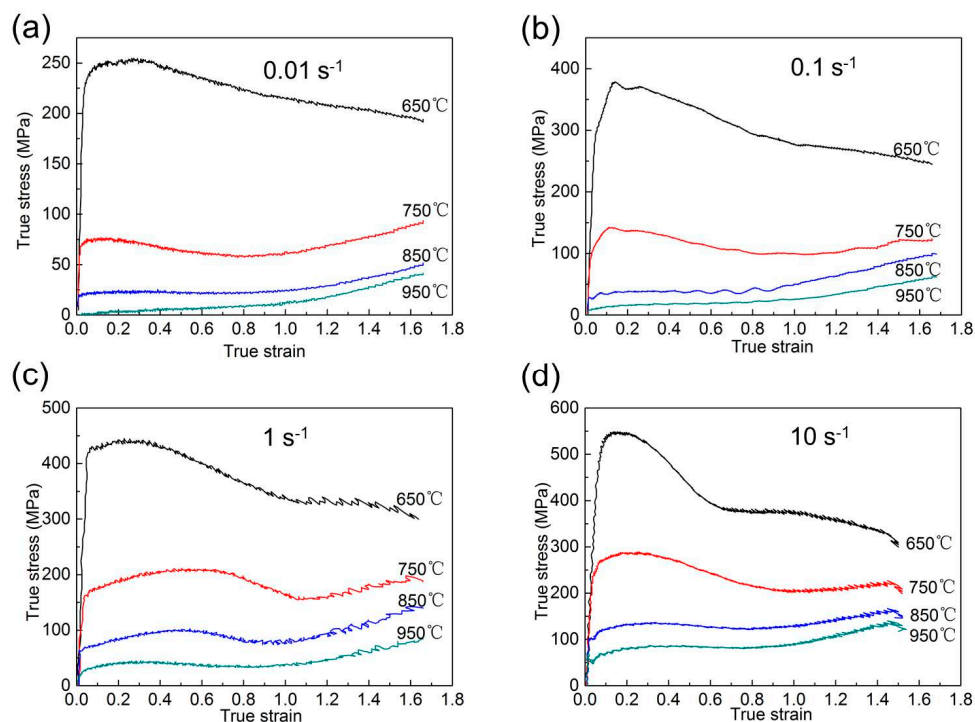 (a)
0.01 s⁻¹
True stress (MPa)
250
200
150
100
50
0
650℃
750℃
850℃
950℃
0.0 0.2 0.4 0.6 0.8 1.0 1.2 1.4 1.6 1.8
True strain
(b)
0.1 s⁻¹
True stress (MPa)
400
300
200
100
0
650℃
750℃
850℃
950℃
0.0 0.2 0.4 0.6 0.8 1.0 1.2 1.4 1.6 1.8
True strain
(c)
1 s⁻¹
True stress (MPa)
500
400
300
200
100
0
650℃
750℃
850℃
950℃
0.0 0.2 0.4 0.6 0.8 1.0 1.2 1.4 1.6 1.8
True strain
(d)
10 s⁻¹
True stress (MPa)
600
500
400
300
200
100
0
650℃
750℃
850℃
950℃
0.0 0.2 0.4 0.6 0.8 1.0 1.2 1.4 1.6 1.8
True strain